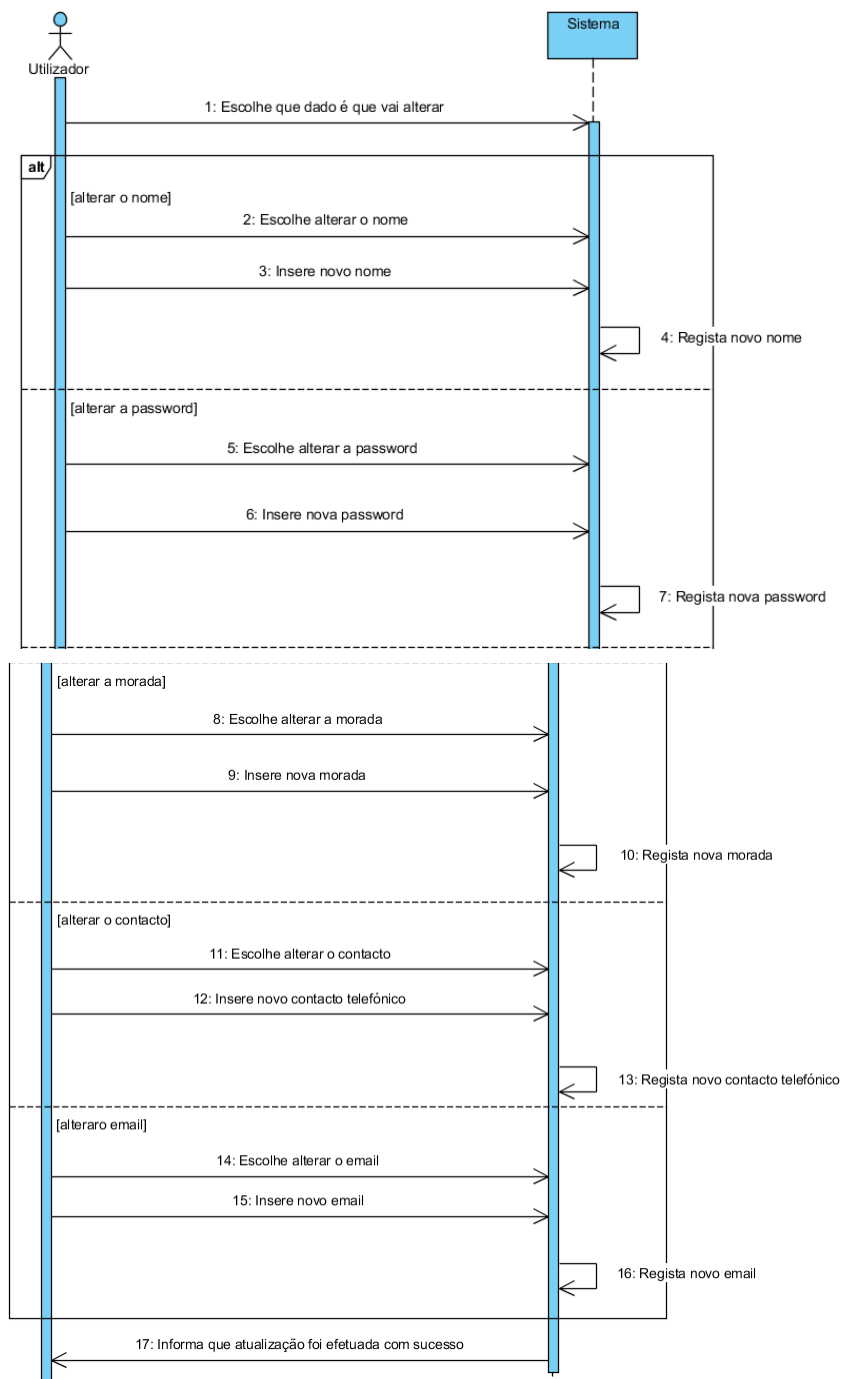 Utilizador
Sistema
1: Escolhe que dado é que vai alterar
alt
[alterar o nome]
2: Escolhe alterar o nome
3: Insere novo nome
4: Regista novo nome
[alterar a password]
5: Escolhe alterar a password
6: Insere nova password
7: Regista nova password
[alterar a morada]
8: Escolhe alterar a morada
9: Insere nova morada
10: Regista nova morada
[alterar o contacto]
11: Escolhe alterar o contacto
12: Insere novo contacto telefónico
13: Regista novo contacto telefónico
[alteraro email]
14: Escolhe alterar o email
15: Insere novo email
16: Regista novo email
17: Informa que atualização foi efetuada com sucesso